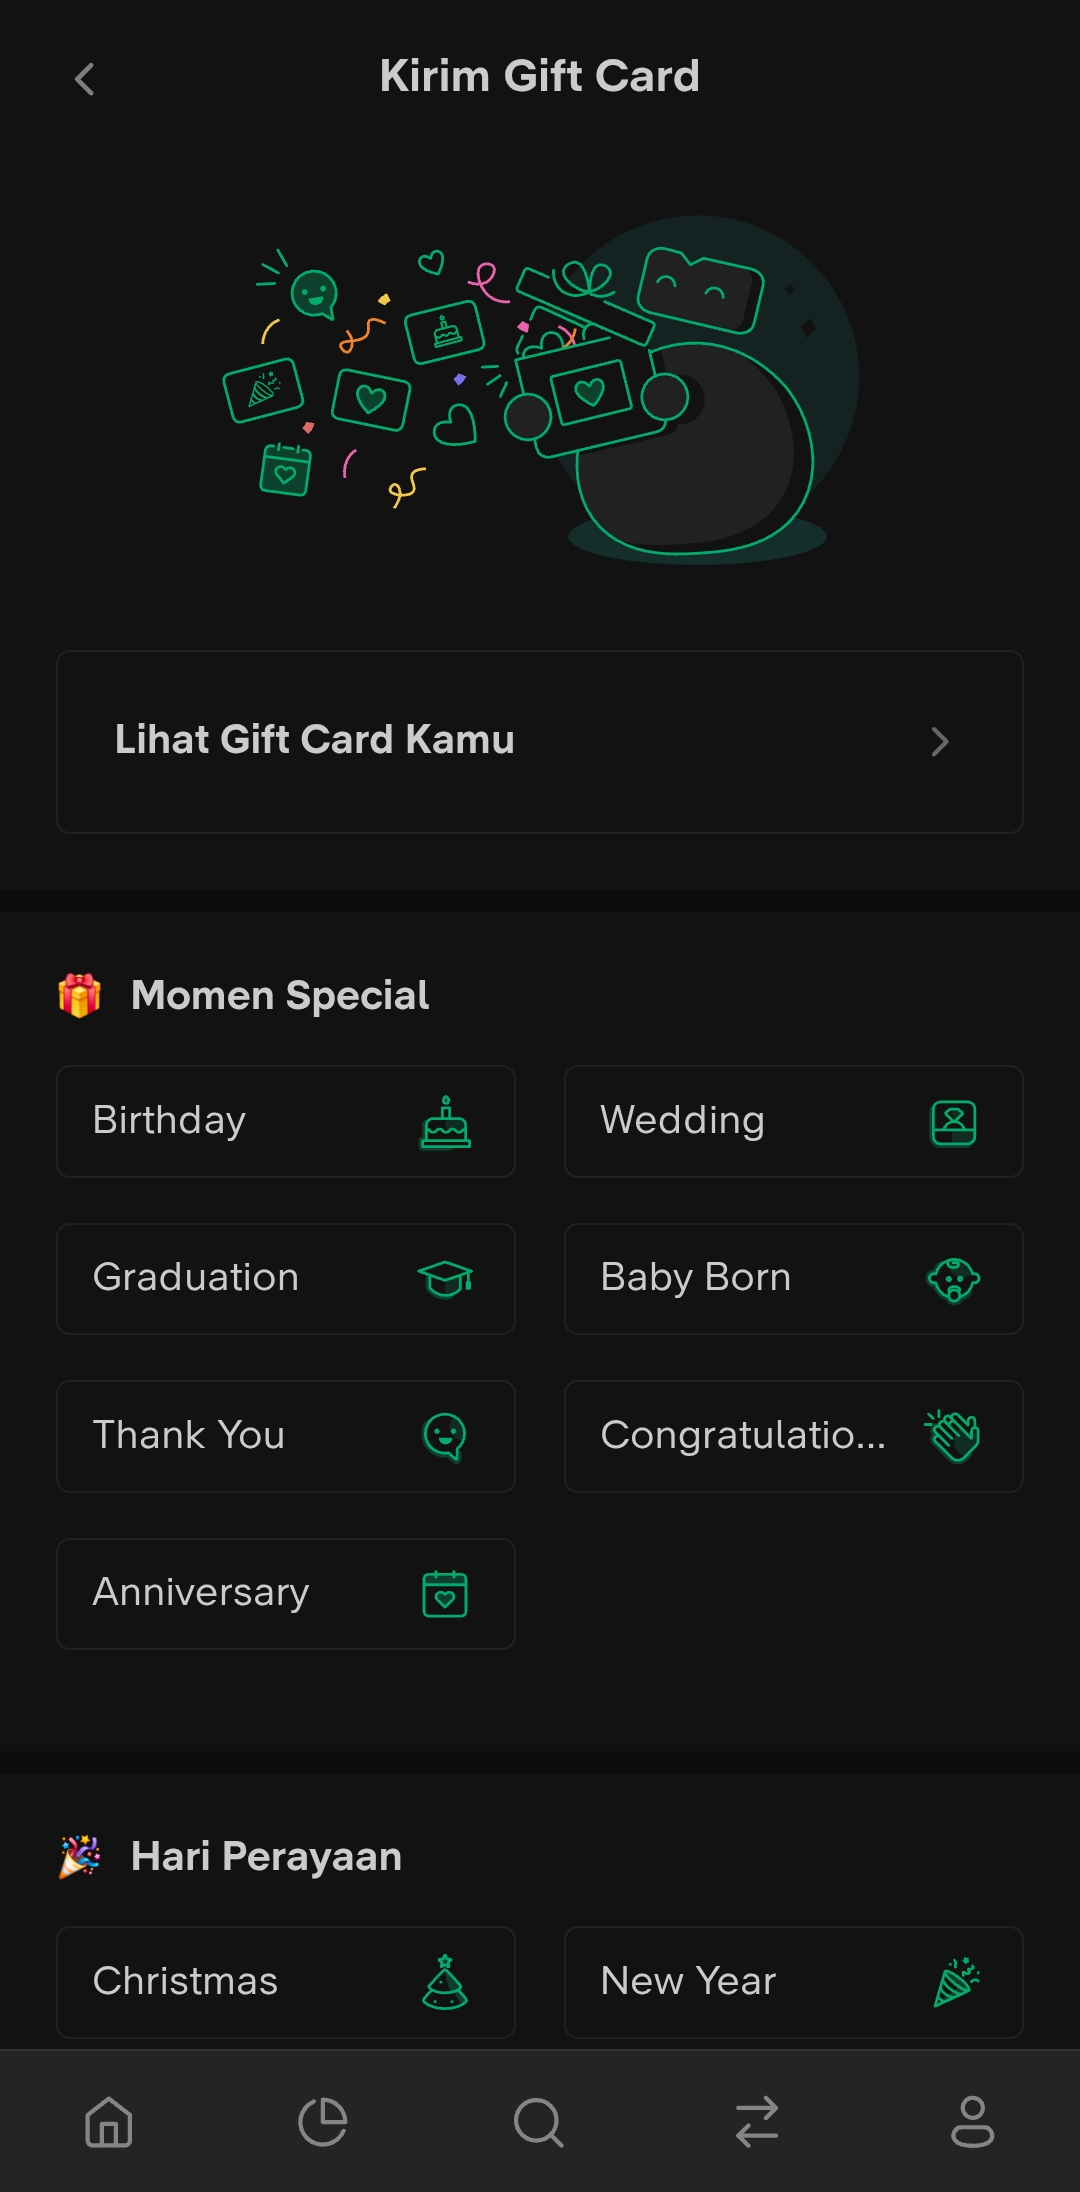 Kirim Gift Card
Lihat Gift Card Kamu
Momen Special
Birthday
Wedding
Graduation
Baby Born
Thank You
Congratulatio...
Anniversary
Hari Perayaan
Christmas
New Year